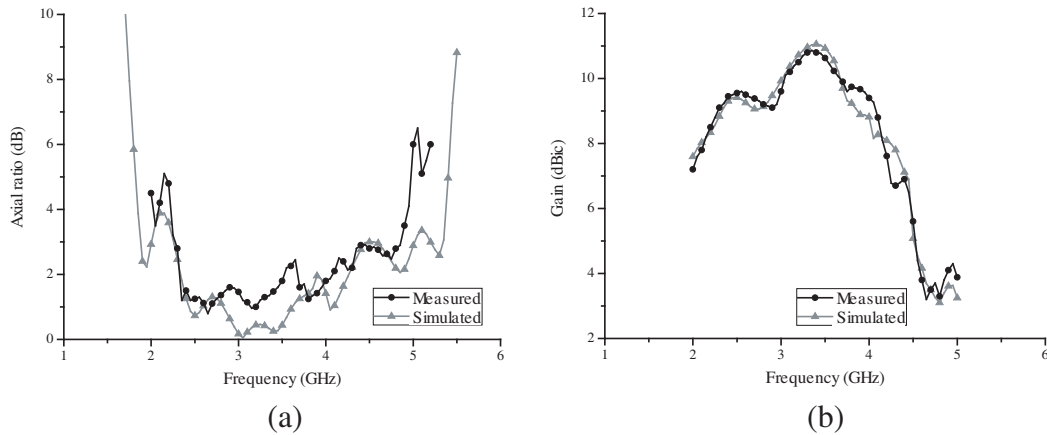 10
8
6
4
2
0
Axial ratio (dB)
Measured
Simulated
1 2 3 4 5 6
Frequency (GHz)
(a)
12
10
8
6
4
2
Gain (dBic)
Measured
Simulated
1 2 3 4 5 6
Frequency (GHz)
(b)